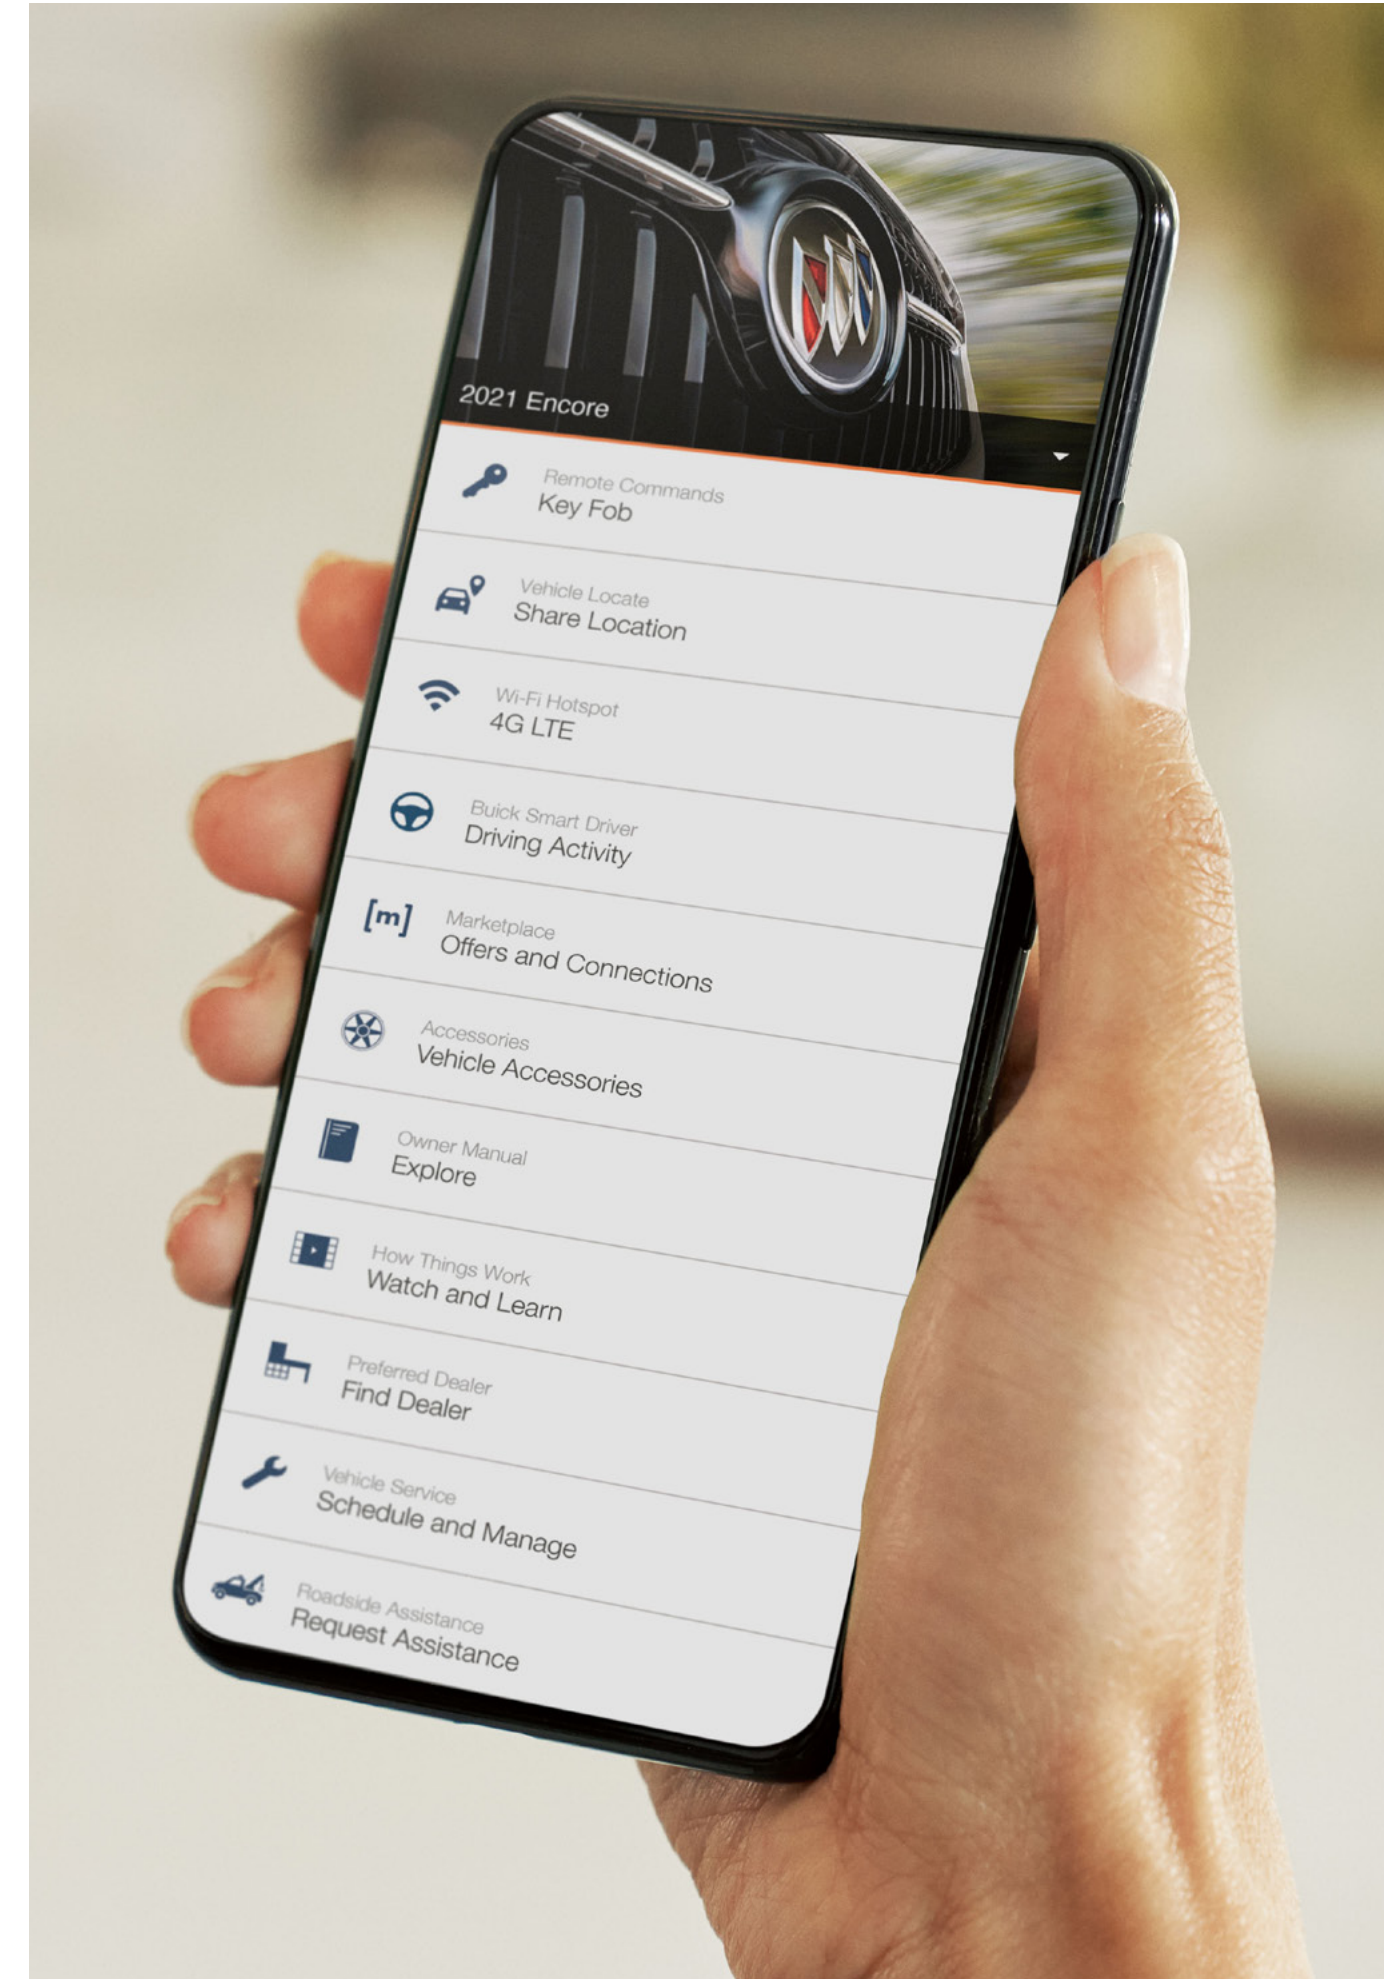 2021 Encore
Remote Commands
Key Fob
Vehicle Locate
Share Location
Wi-Fi Hotspot
4G LTE
Buick Smart Driver
Driving Activity
[m]
Marketplace
Offers and Connections
Accessories
Vehicle Accessories
Owner Manual
Explore
How Things Work
Watch and Learn
Preferred Dealer
Find Dealer
Vehicle Service
Schedule and Manage
Roadside Assistance
Request Assistance